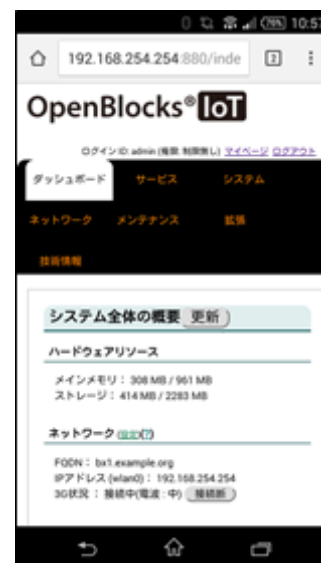 76% 10:57
192.168.254.254:880/inde 2
OpenBlocks® IoT
ログインID: admin (権限: 制限無し) マイページ ログアウト
ダッシュボード サービス システム
ネットワーク メンテナンス 拡張
技術情報
システム全体の概要 更新
ハードウェアリソース
メインメモリ: 308 MB / 961 MB
ストレージ: 414 MB / 2283 MB
ネットワーク (設定)[?]
FQDN: bx1.example.org
IPアドレス (wlan0): 192.168.254.254
3G状況: 接続中(電波: 中) 接続断